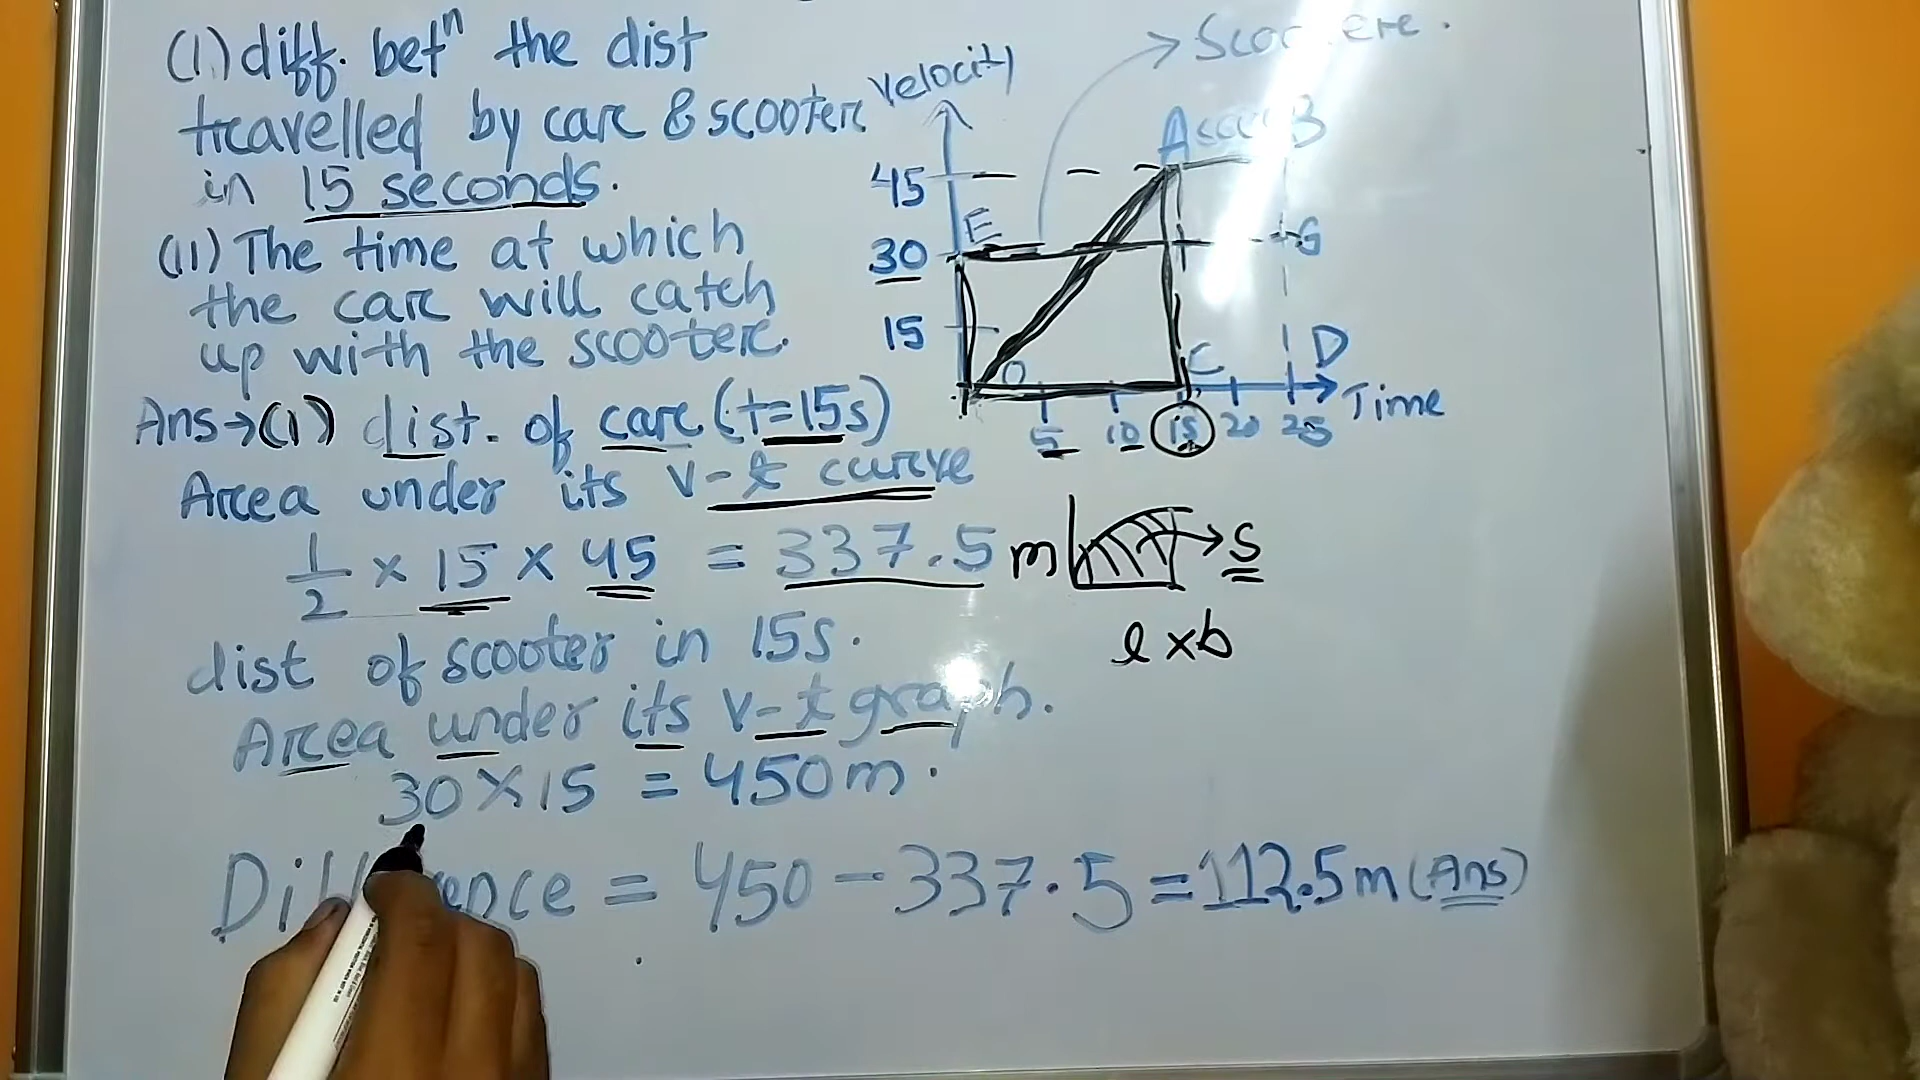 (I.) diff. betⁿ the dist
travelled by car & scooter
in 15 seconds.
(II) The time at which
the car will catch
up with the scooter.
Ans→(1) dist. of car (t=15s)
Area under its v-t curve
1/2 × 15 × 45 = 337.5 m
dist of scooter in 15s.
Area under its v-t graph.
30 × 15 = 450m.
= 450 - 337.5 = 112.5m (Ans)
Velocity
A
B
45
E
30
G
15
O
C
D
5 10 15 20 25 Time
S
l × b